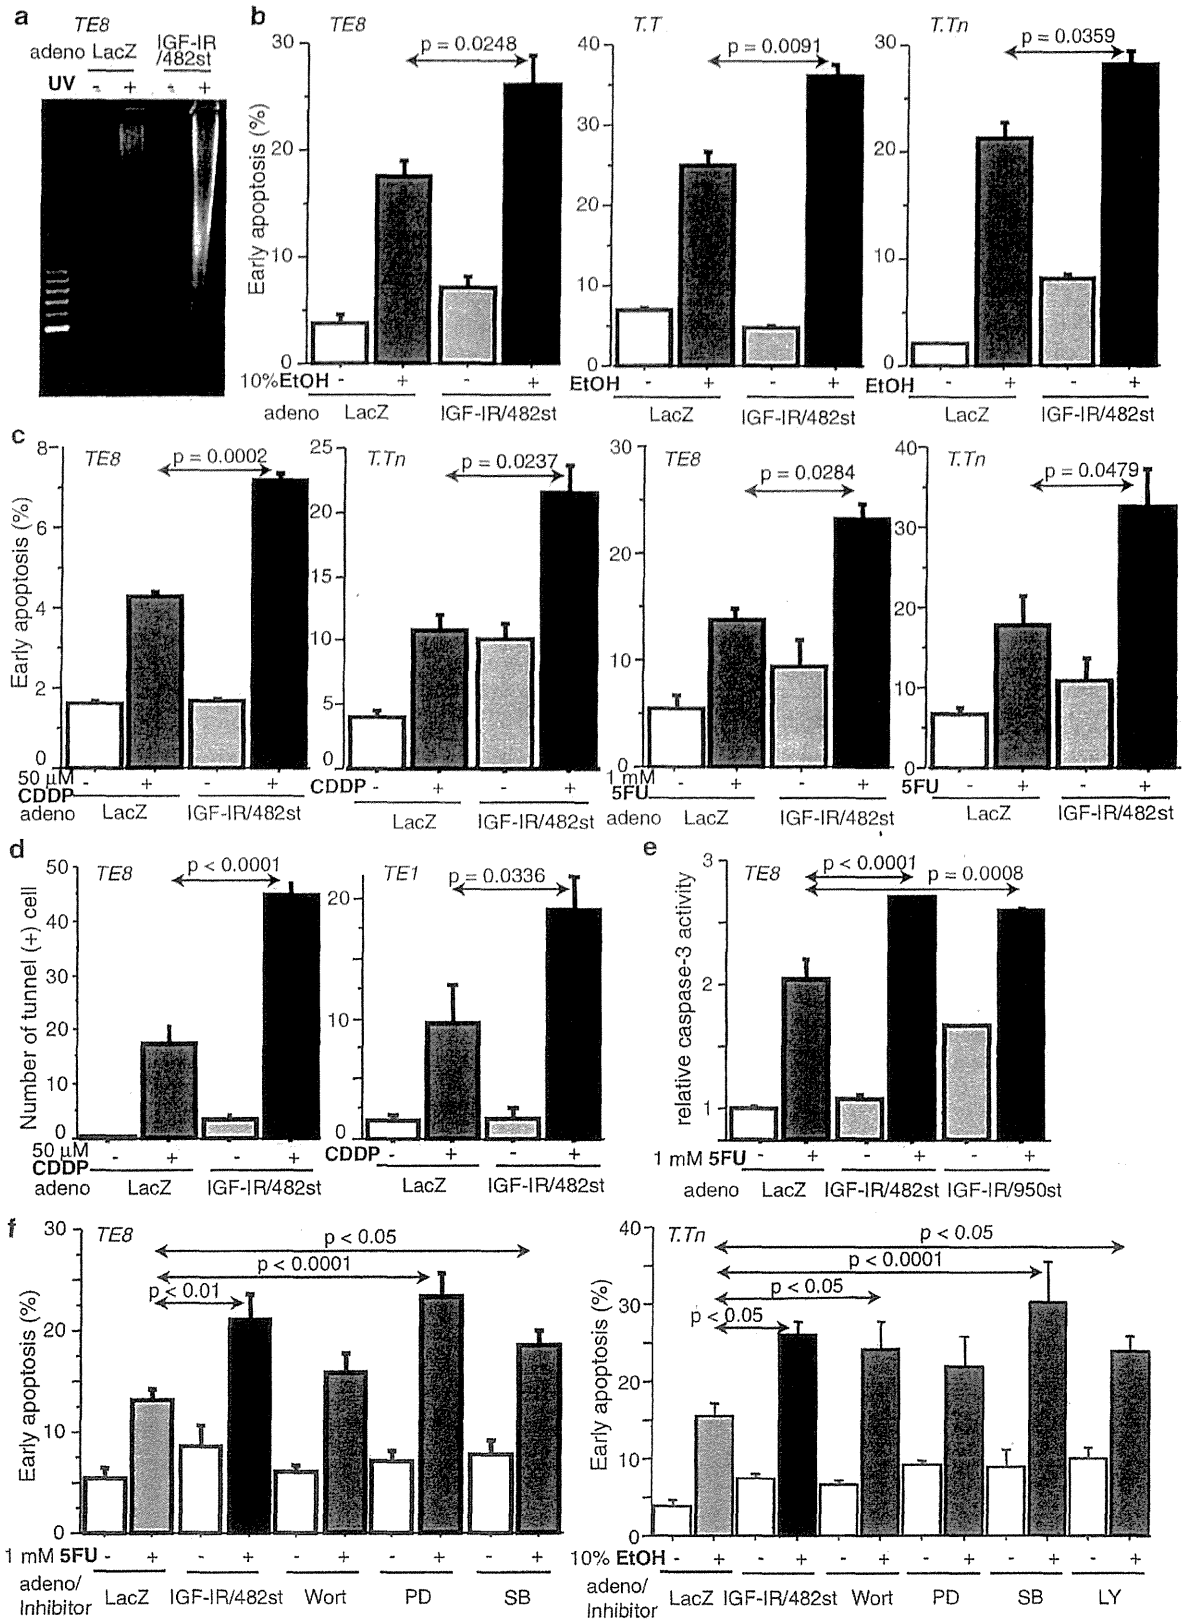 a
TE8
adeno LacZ IGF-IR/482st
UV - + - +
b
TE8
p = 0.0248
Early apoptosis (%)
30
20
10
0
10%EtOH - + - +
adeno LacZ IGF-IR/482st
T.T
p = 0.0091
40
30
20
10
0
EtOH - + - +
LacZ IGF-IR/482st
T.Tn
p = 0.0359
30
20
10
0
EtOH - + - +
LacZ IGF-IR/482st
c
TE8
p = 0.0002
Early apoptosis (%)
8
6
4
2
0
50 µM CDDP - + - +
adeno LacZ IGF-IR/482st
T.Tn
p = 0.0237
25
20
15
10
5
0
CDDP - + - +
LacZ IGF-IR/482st
TE8
p = 0.0284
30
20
10
0
1 mM 5FU - + - +
adeno LacZ IGF-IR/482st
T.Tn
p = 0.0479
40
30
20
10
0
5FU - + - +
LacZ IGF-IR/482st
d
TE8
p < 0.0001
Number of tunnel (+) cell
50
40
30
20
10
0
50 µM CDDP - + - +
adeno LacZ IGF-IR/482st
TE1
p = 0.0336
20
10
0
CDDP - + - +
LacZ IGF-IR/482st
e
TE8
p < 0.0001
p = 0.0008
relative caspase-3 activity
3
2
1
1 mM 5FU - + - + - +
adeno LacZ IGF-IR/482st IGF-IR/950st
f
TE8
p < 0.05
p < 0.0001
p < 0.01
Early apoptosis (%)
30
20
10
0
1 mM 5FU - + - + - + - + - +
adeno/
Inhibitor LacZ IGF-IR/482st Wort PD SB
T.Tn
p < 0.05
p < 0.0001
p < 0.05
p < 0.05
Early apoptosis (%)
40
30
20
10
0
10% EtOH - + - + - + - + - + - +
adeno/
Inhibitor LacZ IGF-IR/482st Wort PD SB LY